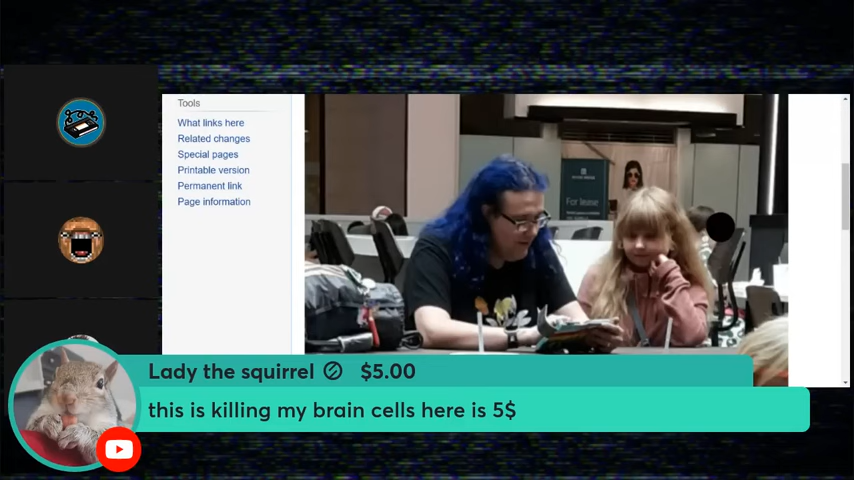 Tools
What links here
Related changes
Special pages
Printable version
Permanent link
Page information
For lease
Lady the squirrel $5.00
this is killing my brain cells here is 5$